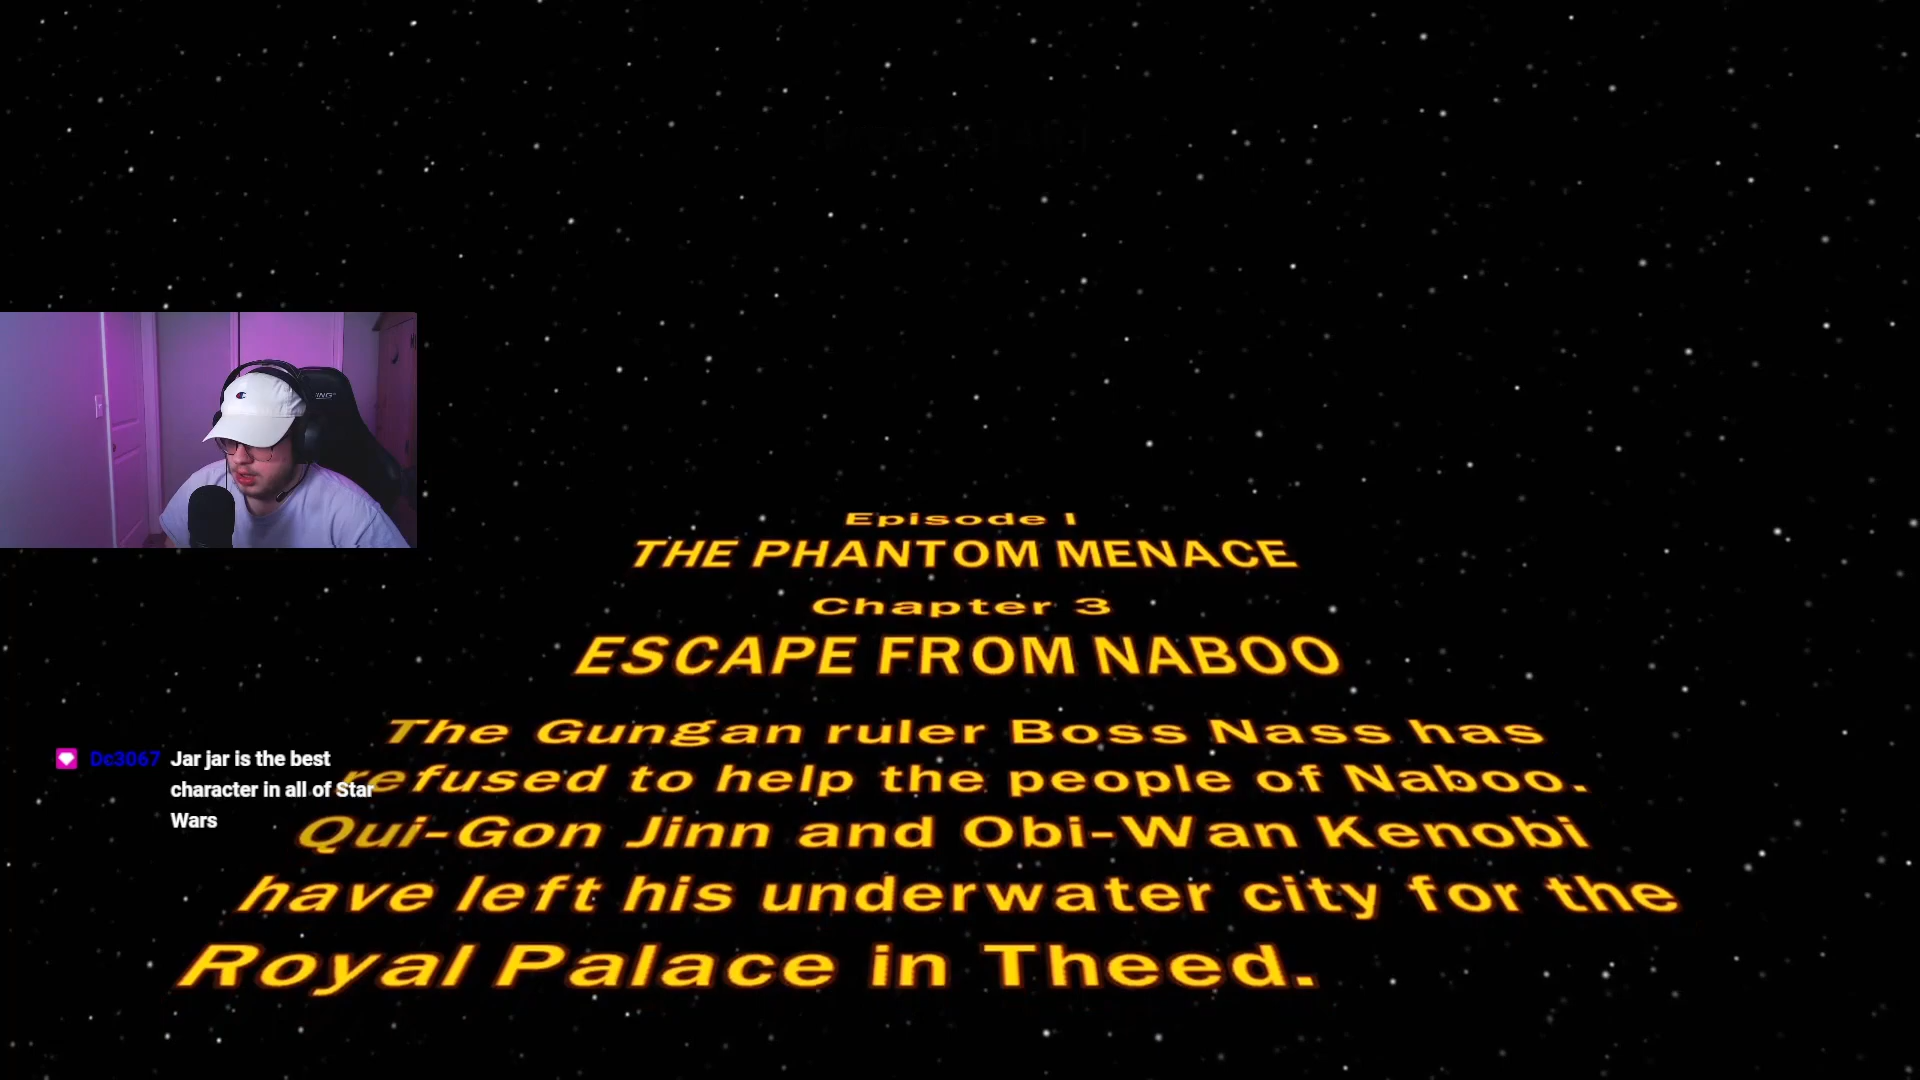 Episode I
THE PHANTOM MENACE
Chapter 3
ESCAPE FROM NABOO
The Gungan ruler Boss Nass has
refused to help the people of Naboo.
Qui-Gon Jinn and Obi-Wan Kenobi
have left his underwater city for the
Royal Palace in Theed.
Dc3067 Jar jar is the best
character in all of Star
Wars